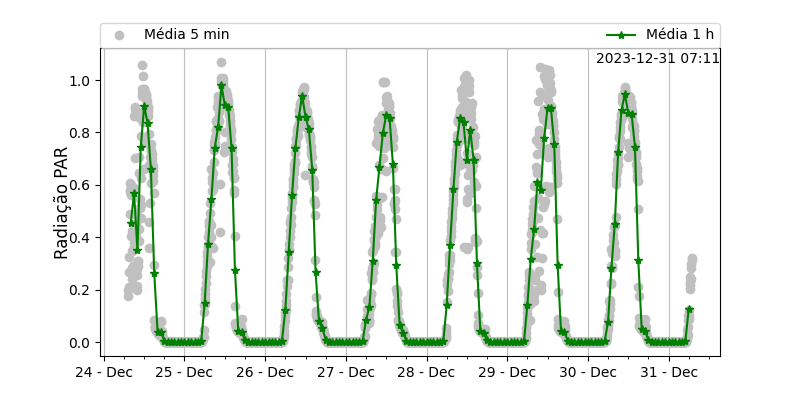 Média 5 min
Média 1 h
2023-12-31 07:11
Radiação PAR
1.0
0.8
0.6
0.4
0.2
0.0
24 - Dec
25 - Dec
26 - Dec
27 - Dec
28 - Dec
29 - Dec
30 - Dec
31 - Dec